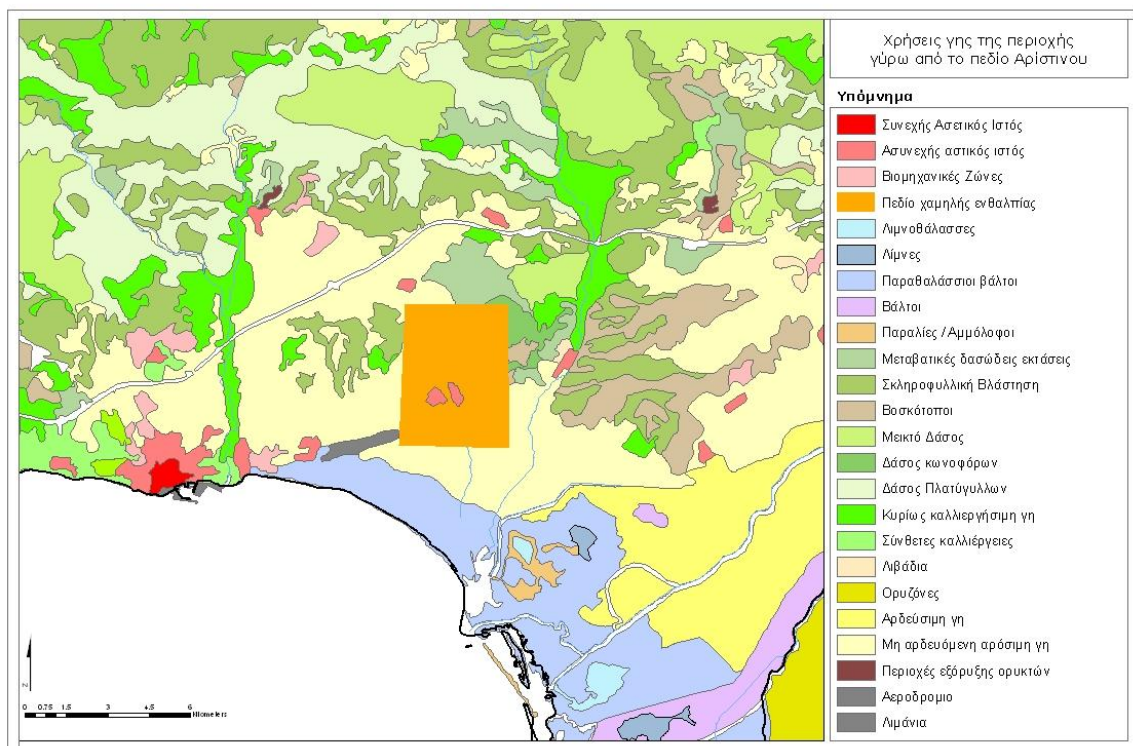 Χρήσεις γης της περιοχής
γύρω από το πεδίο Αρίστινου
Υπόμνημα
Συνεχής Ασετικός Ιστός
Ασυνεχής αστικός ιστός
Βιομηχανικές Ζώνες
Πεδίο χαμηλής ενθαλπίας
Λιμνοθάλασσες
Λίμνες
Παραθαλάσσιοι βάλτοι
Βάλτοι
Παραλίες /Αμμόλοφοι
Μεταβατικές δασώδεις εκτάσεις
Σκληροφυλλική Βλάστηση
Βοσκότοποι
Μεικτό Δάσος
Δάσος κωνοφόρων
Δάσος Πλατύγυλλων
Κυρίως καλλιεργήσιμη γη
Σύνθετες καλλιέργειες
Λιβάδια
Ορυζόνες
Αρδεύσιμη γη
Μη αρδευόμενη αρόσιμη γη
Περιοχές εξόρυξης ορυκτών
Αεροδρομιο
Λιμάνια
0 0.75 1.5 3 4.5 6
Kilometers